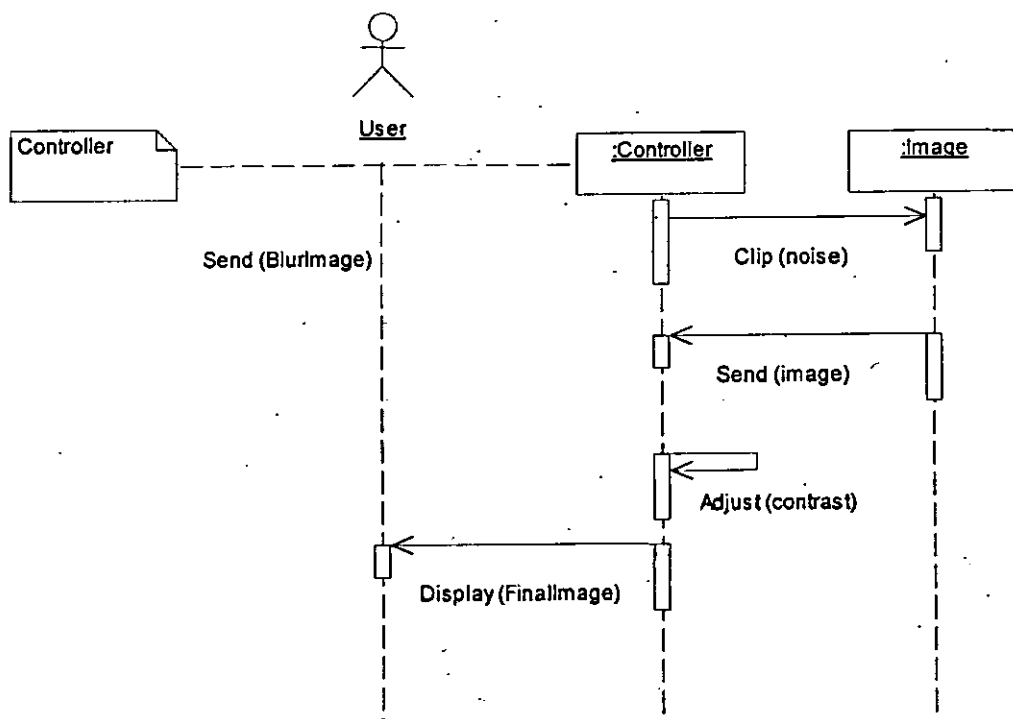 User
Controller
:Controller
:Image
Send (BlurImage)
Clip (noise)
Send (image)
Adjust (contrast)
Display (FinalImage)